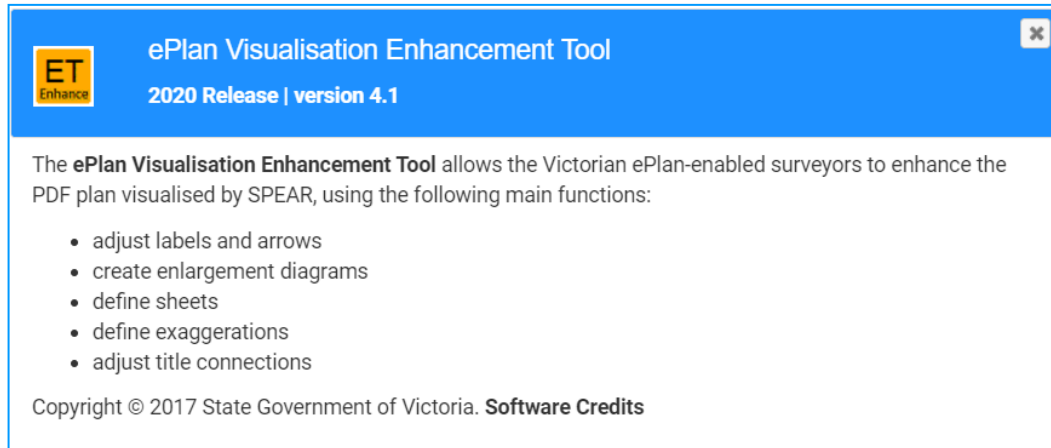 ET
Enhance
ePlan Visualisation Enhancement Tool
2020 Release | version 4.1
The ePlan Visualisation Enhancement Tool allows the Victorian ePlan-enabled surveyors to enhance the
PDF plan visualised by SPEAR, using the following main functions:
• adjust labels and arrows
• create enlargement diagrams
• define sheets
• define exaggerations
• adjust title connections
Copyright © 2017 State Government of Victoria. Software Credits